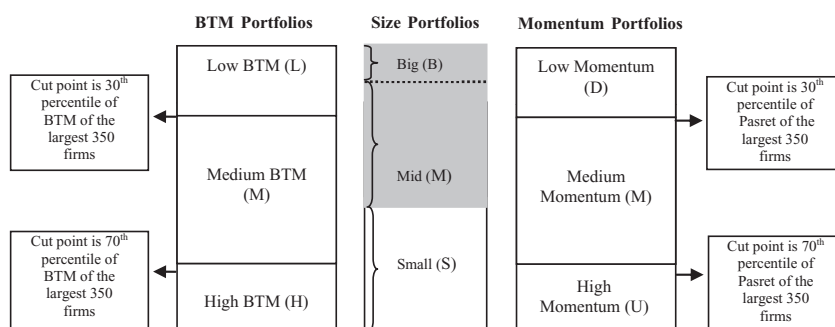 BTM Portfolios
Size Portfolios
Momentum Portfolios
Low BTM (L)
Big (B)
Low Momentum
(D)
Cut point is 30th
percentile of
BTM of the
largest 350
firms
Cut point is 30th
percentile of
Pasret of the
largest 350
firms
Medium BTM
(M)
Mid (M)
Medium
Momentum (M)
Cut point is 70th
percentile of
BTM of the
largest 350
firms
Small (S)
Cut point is 70th
percentile of
Pasret of the
largest 350
firms
High BTM (H)
High
Momentum (U)